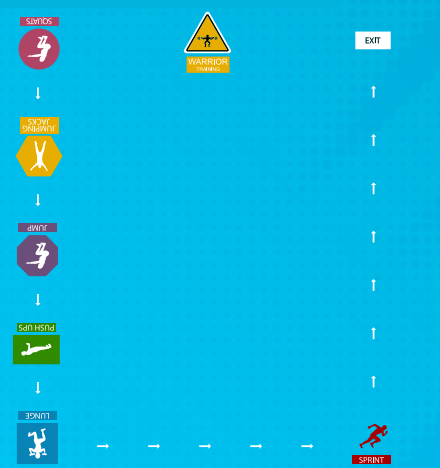 SQUATS
WARRIOR
TRAINING
EXIT
JUMPING
JACKS
JUMP
PUSH UPS
LUNGE
SPRINT